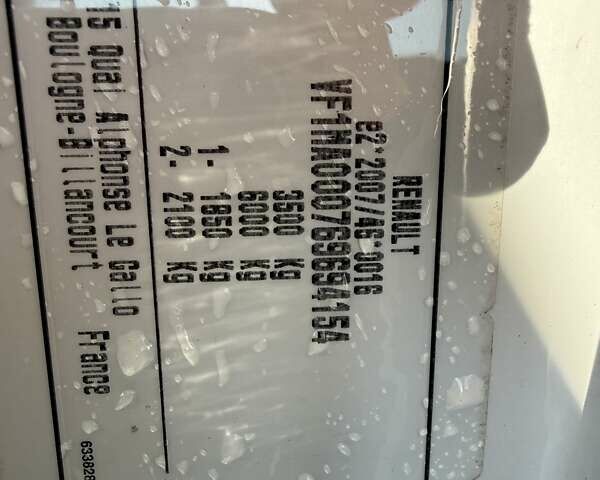 RENAULT
e2*2007/46*0016
VF1MA000769694154
3500 kg
6000 kg
1- 1850 kg
2- 2100 kg
15 Quai Alphonse Le Gallo France
Boulogne-Billancourt